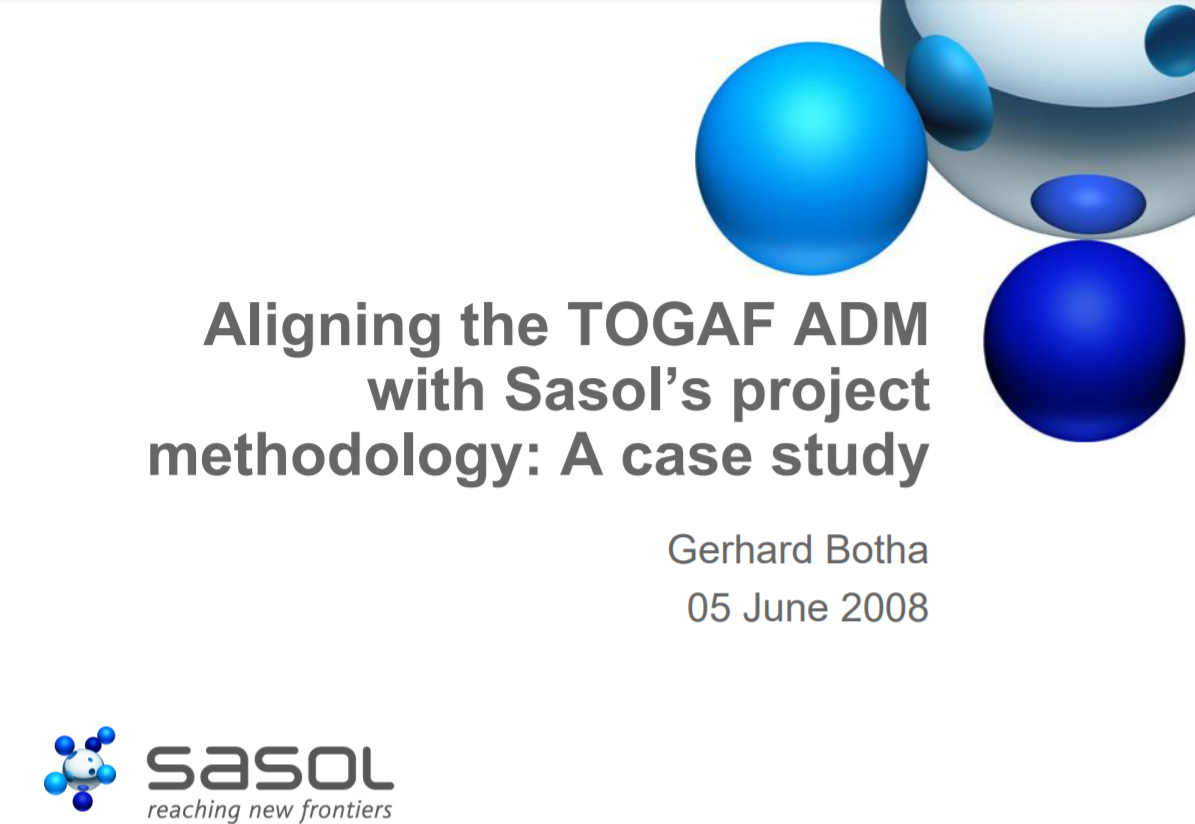 Aligning the TOGAF ADM
with Sasol’s project
methodology: A case study
Gerhard Botha
05 June 2008
sasol
reaching new frontiers